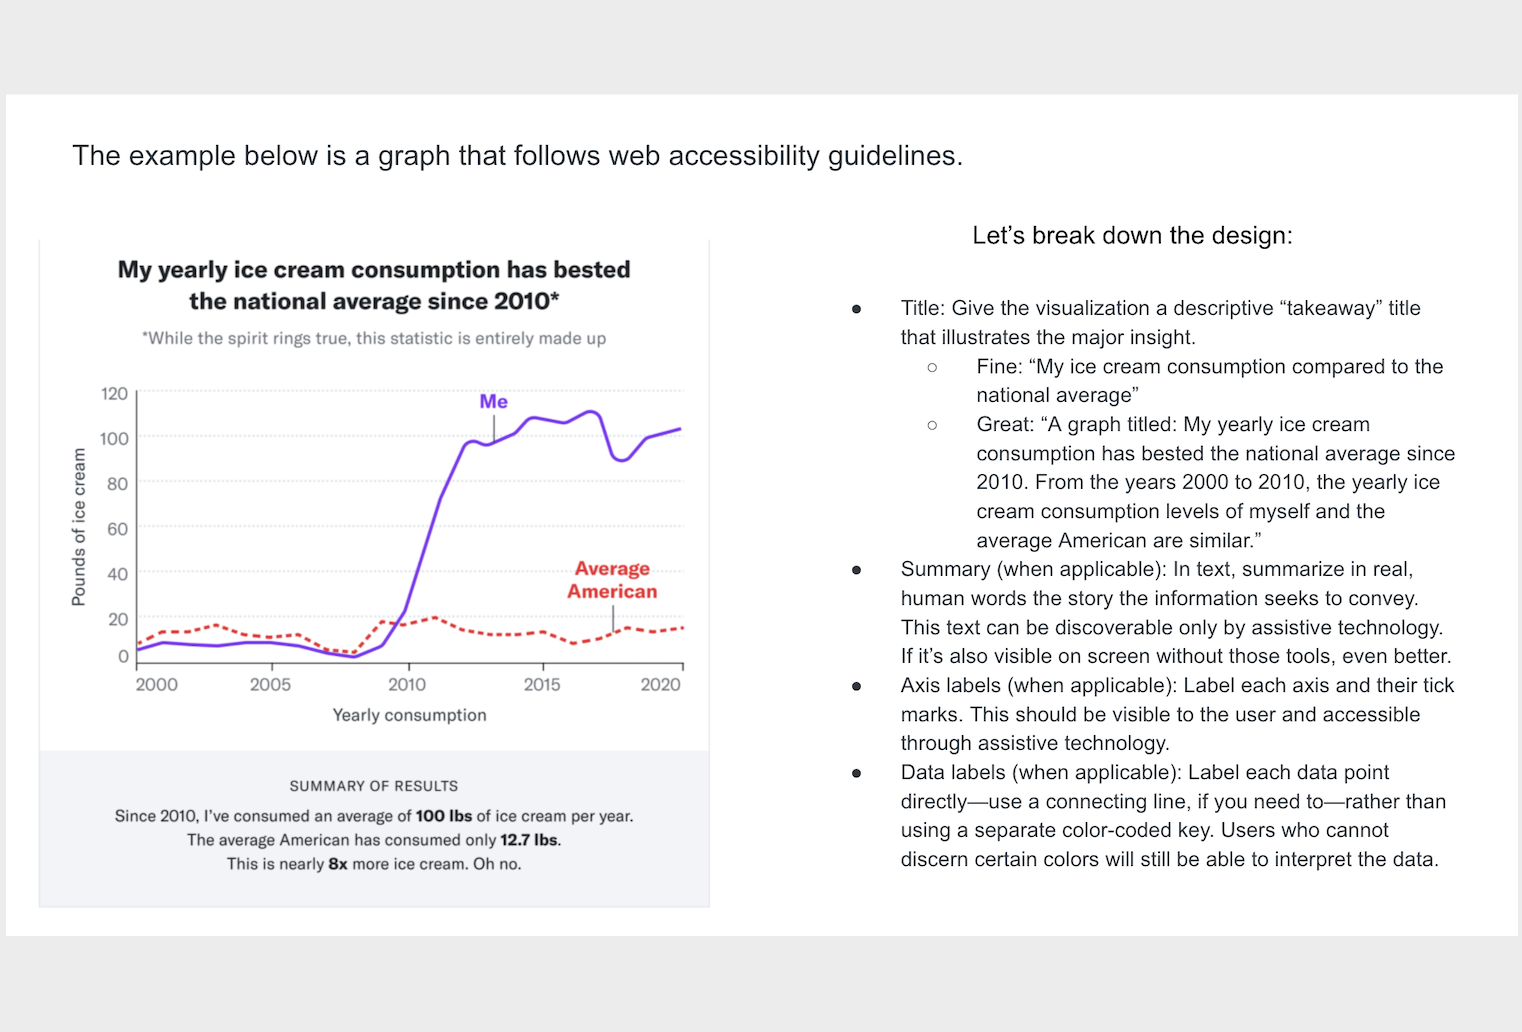 The example below is a graph that follows web accessibility guidelines.
My yearly ice cream consumption has bested
the national average since 2010*
*While the spirit rings true, this statistic is entirely made up
120
100
80
60
40
20
0
Pounds of ice cream
Me
Average
American
2000
2005
2010
2015
2020
Yearly consumption
SUMMARY OF RESULTS
Since 2010, I've consumed an average of 100 lbs of ice cream per year.
The average American has consumed only 12.7 lbs.
This is nearly 8x more ice cream. Oh no.
Let’s break down the design:
● Title: Give the visualization a descriptive “takeaway” title
that illustrates the major insight.
○ Fine: “My ice cream consumption compared to the
national average”
○ Great: “A graph titled: My yearly ice cream
consumption has bested the national average since
2010. From the years 2000 to 2010, the yearly ice
cream consumption levels of myself and the
average American are similar.”
● Summary (when applicable): In text, summarize in real,
human words the story the information seeks to convey.
This text can be discoverable only by assistive technology.
If it’s also visible on screen without those tools, even better.
● Axis labels (when applicable): Label each axis and their tick
marks. This should be visible to the user and accessible
through assistive technology.
● Data labels (when applicable): Label each data point
directly—use a connecting line, if you need to—rather than
using a separate color-coded key. Users who cannot
discern certain colors will still be able to interpret the data.